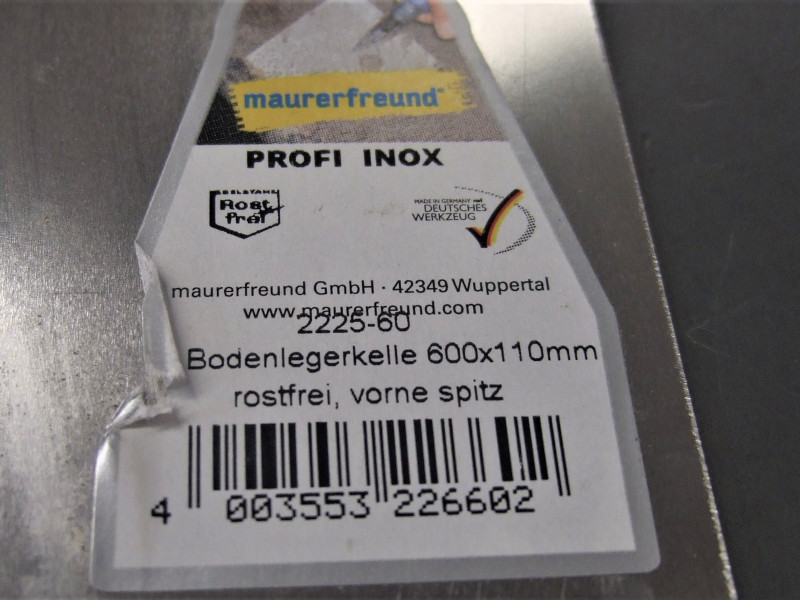 maurerfreund®
PROFI INOX
EDELSTAHL
Rost
frei
MADE IN GERMANY
DEUTSCHES
WERKZEUG
maurerfreund GmbH · 42349 Wuppertal
www.maurerfreund.com
2225-60
Bodenlegerkelle 600x110mm
rostfrei, vorne spitz
4 003553 226602